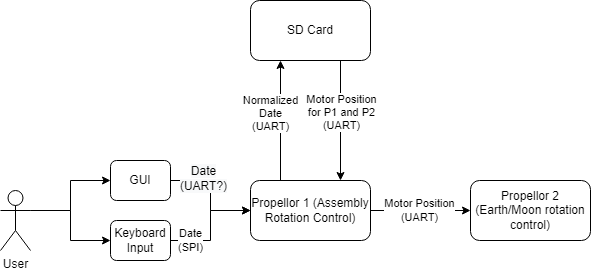 SD Card
Normalized
Date
(UART)
Motor Position
for P1 and P2
(UART)
GUI
Date
(UART?)
Keyboard
Input
Date
(SPI)
Propellor 1 (Assembly
Rotation Control)
Motor Position
(UART)
Propellor 2
(Earth/Moon rotation
control)
User